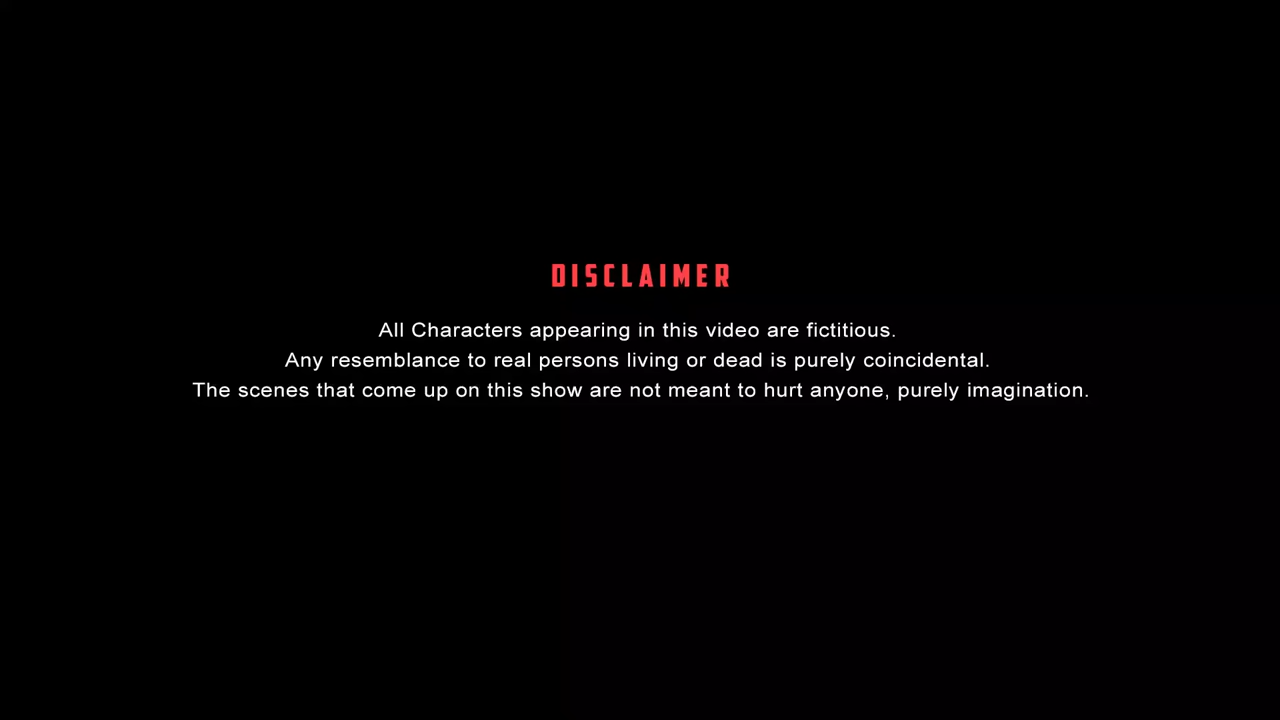 DISCLAIMER
All Characters appearing in this video are fictitious.
Any resemblance to real persons living or dead is purely coincidental.
The scenes that come up on this show are not meant to hurt anyone, purely imagination.